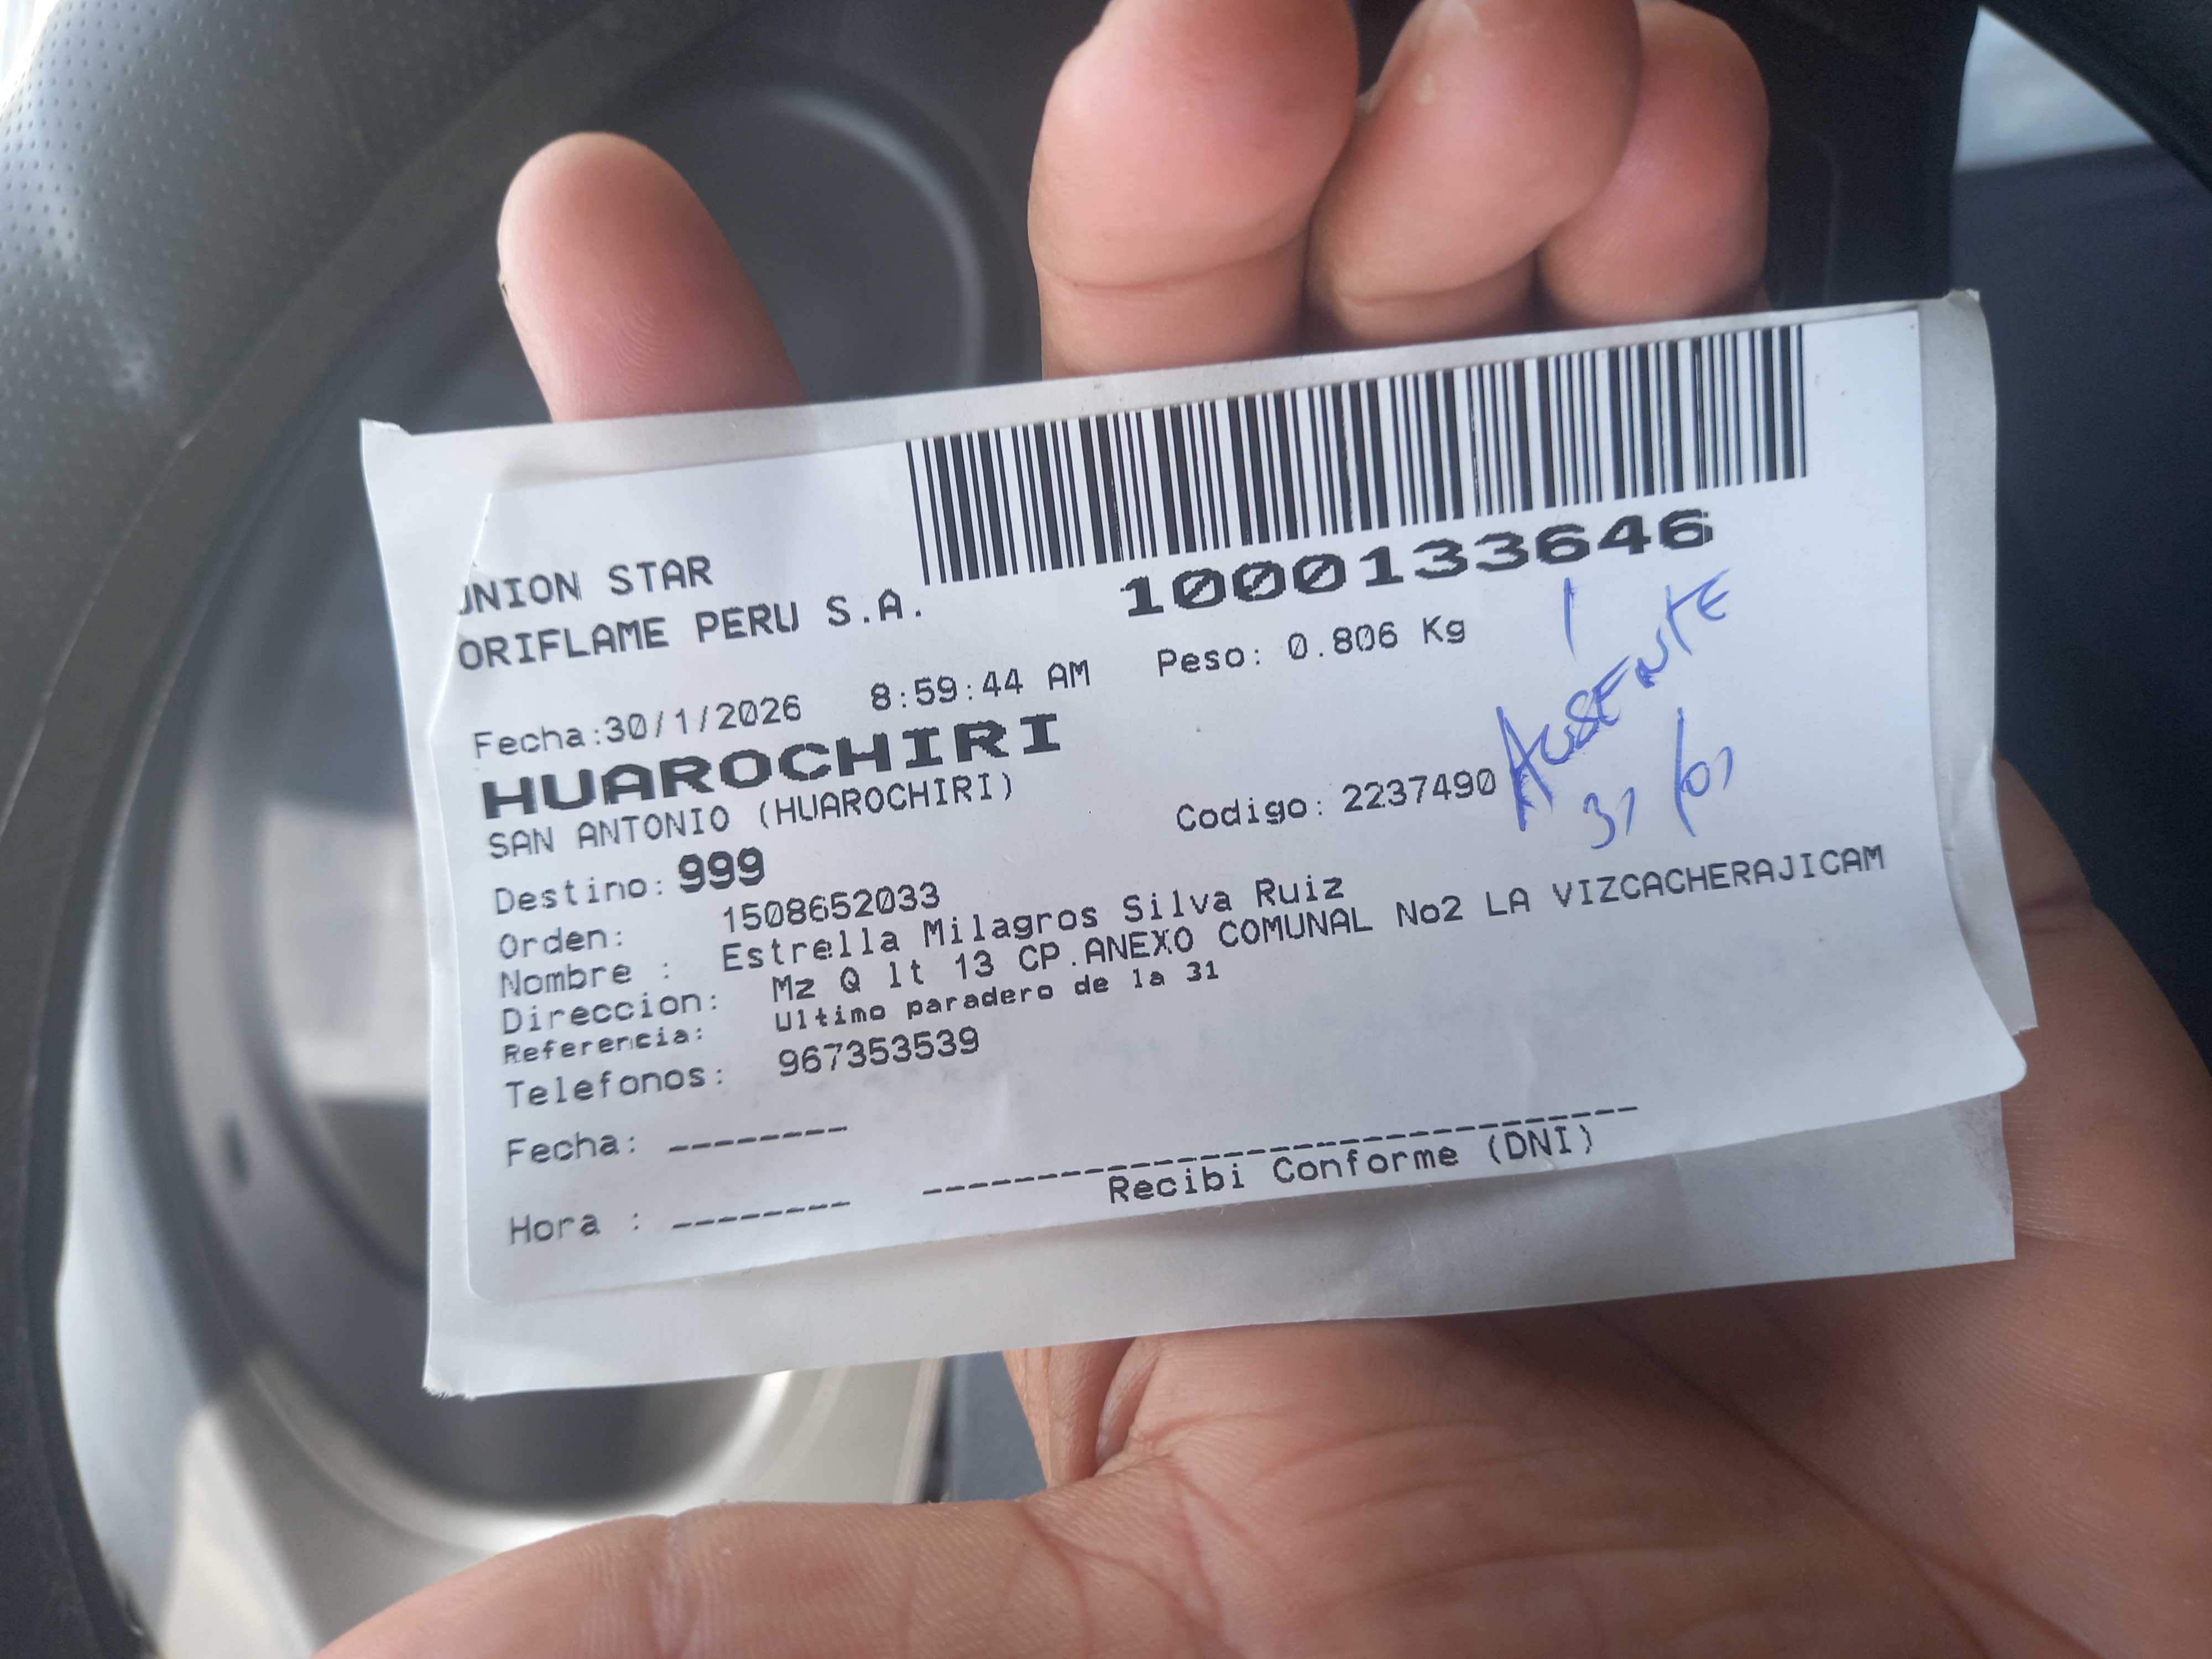 UNION STAR
ORIFLAME PERU S.A.
1000133646
Fecha:30/1/2026 8:59:44 AM Peso: 0.806 Kg
1
AUSENTE
31/01
HUAROCHIRI
SAN ANTONIO (HUAROCHIRI)
Codigo: 2237490
Destino: 999
Orden: 1508652033
Nombre : Estrella Milagros Silva Ruiz
Direccion: Mz Q lt 13 CP.ANEXO COMUNAL No2 LA VIZCACHERAJICAM
Referencia: Ultimo paradero de la 31
Telefonos: 967353539
Fecha: --------
Hora : --------
Recibi Conforme (DNI)